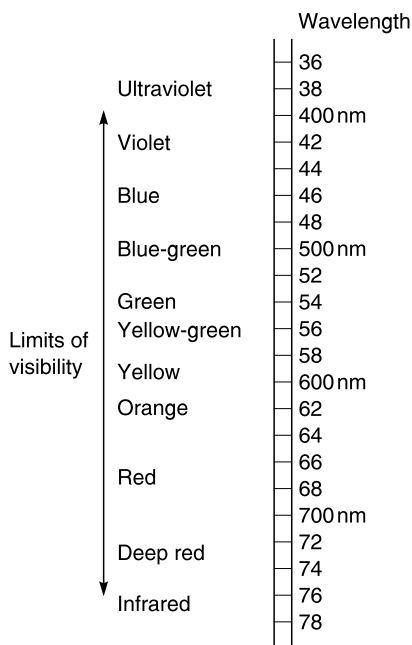 Wavelength
36
Ultraviolet 38
400 nm
Violet 42
44
Blue 46
48
Blue-green 500 nm
52
Green 54
Yellow-green 56
58
Limits of
visibility
Yellow
600 nm
Orange 62
64
66
Red
68
700 nm
72
Deep red
74
76
Infrared
78